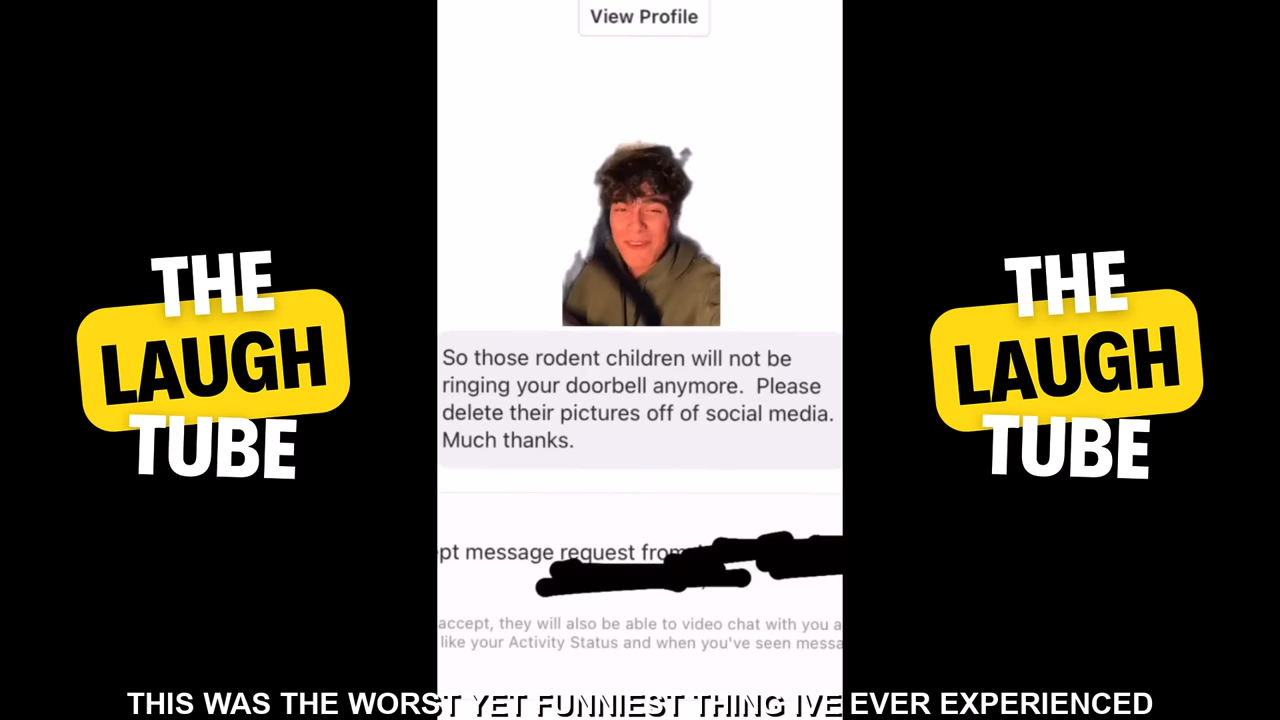 View Profile
THE
LAUGH
TUBE
THE
LAUGH
TUBE
So those rodent children will not be
ringing your doorbell anymore.  Please
delete their pictures off of social media.
Much thanks.
pt message request from
accept, they will also be able to video chat with you a
like your Activity Status and when you've seen messa
THIS WAS THE WORST YET FUNNIEST THING IVE EVER EXPERIENCED